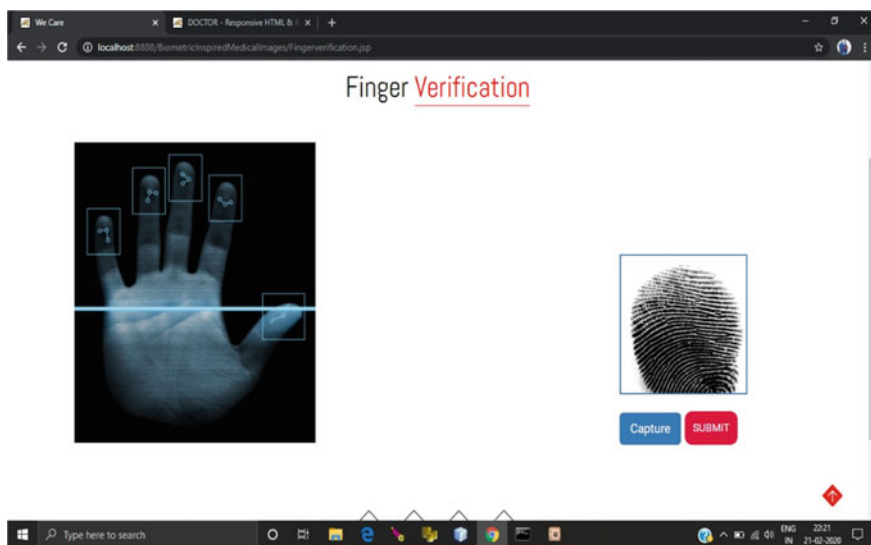 We Care
DOCTOR - Responsive HTML &
localhost:8888/BiometricInspiredMedicalImages/Fingerverification.jsp
Finger Verification
Capture
SUBMIT
Type here to search
ENG
IN
22:21
21-02-2020